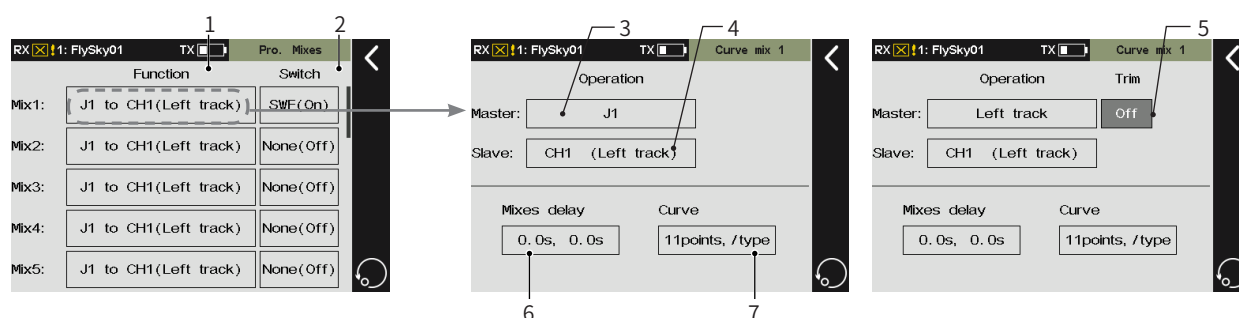 1
2
RX !1: FlySky01 TX Pro. Mixes
Function Switch
Mix1: J1 to CH1(Left track) SWF(On)
Mix2: J1 to CH1(Left track) None(Off)
Mix3: J1 to CH1(Left track) None(Off)
Mix4: J1 to CH1(Left track) None(Off)
Mix5: J1 to CH1(Left track) None(Off)
3
4
RX !1: FlySky01 TX Curve mix 1
Operation
Master: J1
Slave: CH1 (Left track)
Mixes delay Curve
0.0s, 0.0s 11points, /type
6
7
5
RX !1: FlySky01 TX Curve mix 1
Operation Trim
Master: Left track Off
Slave: CH1 (Left track)
Mixes delay Curve
0.0s, 0.0s 11points, /type